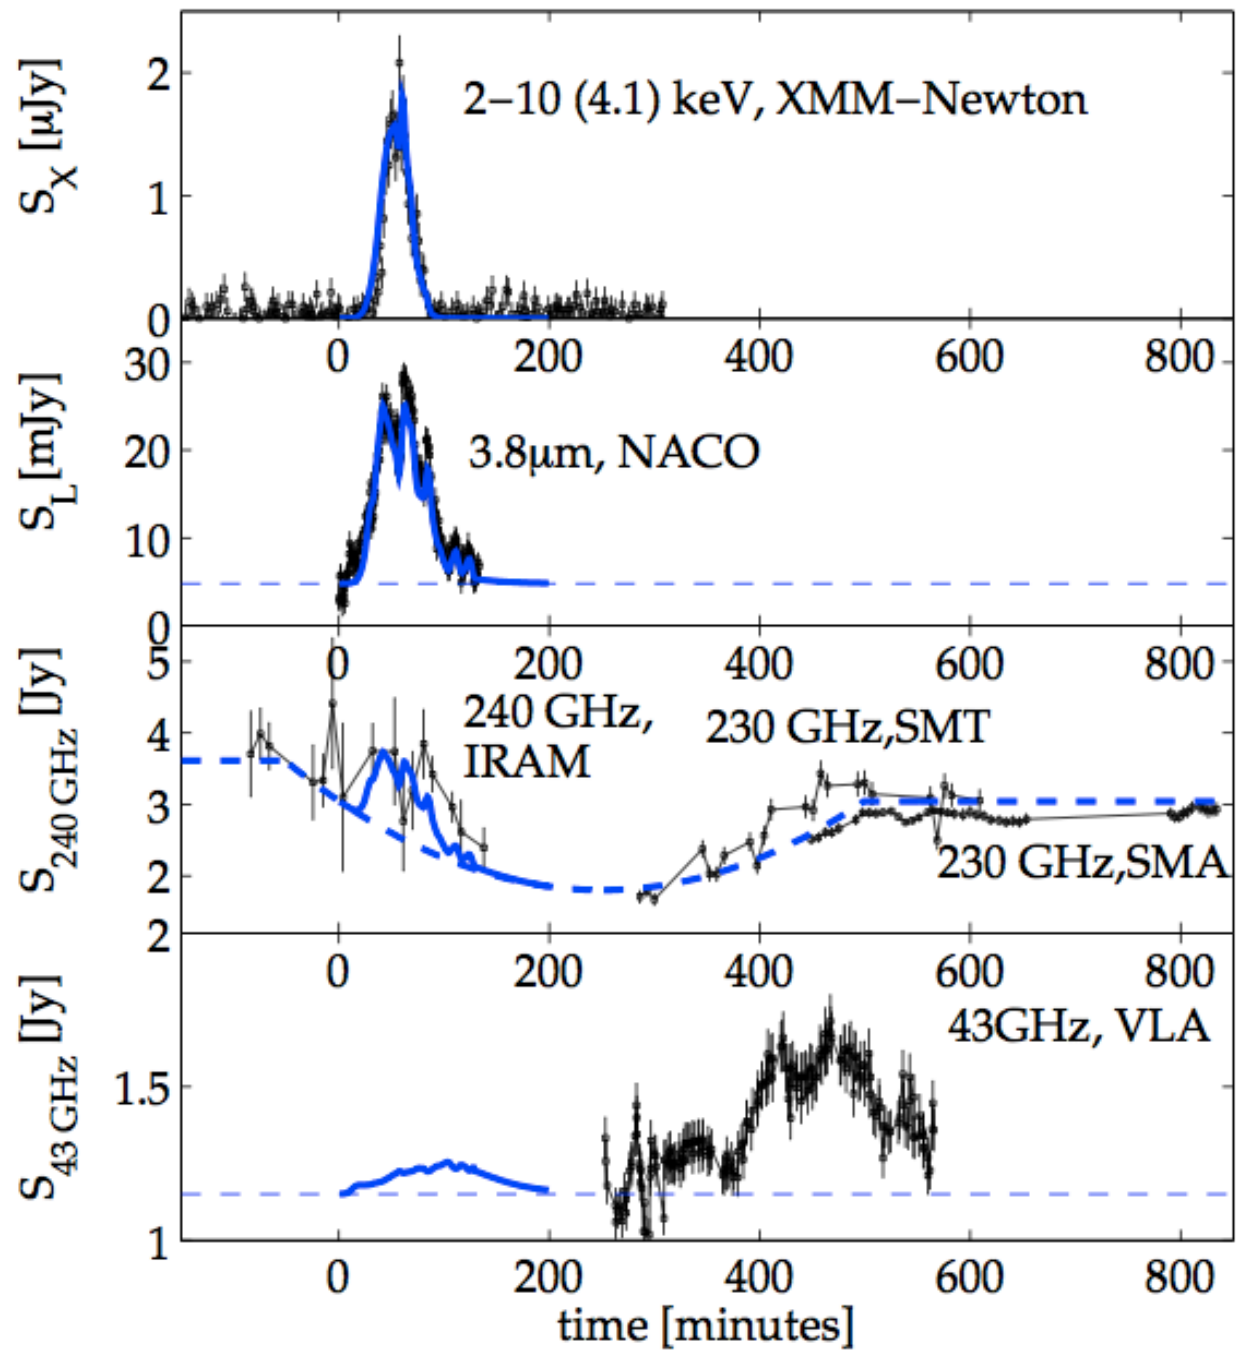 S_X [μJy]
2
1
0
2−10 (4.1) keV, XMM−Newton
0 200 400 600 800
S_L [mJy]
30
20
10
0
3.8μm, NACO
0 200 400 600 800
S_240 GHz [Jy]
5
4
3
2
240 GHz,
IRAM
230 GHz,SMT
230 GHz,SMA
0 200 400 600 800
S_43 GHz [Jy]
2
1.5
1
43GHz, VLA
0 200 400 600 800
time [minutes]